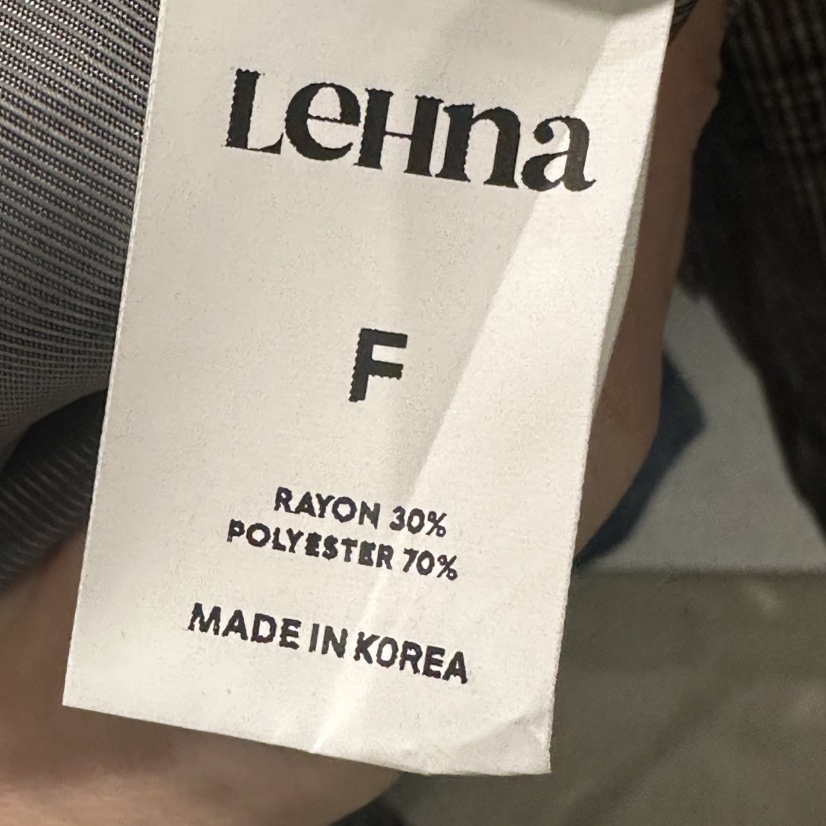 LeHna
F
RAYON 30%
POLYESTER 70%
MADE IN KOREA